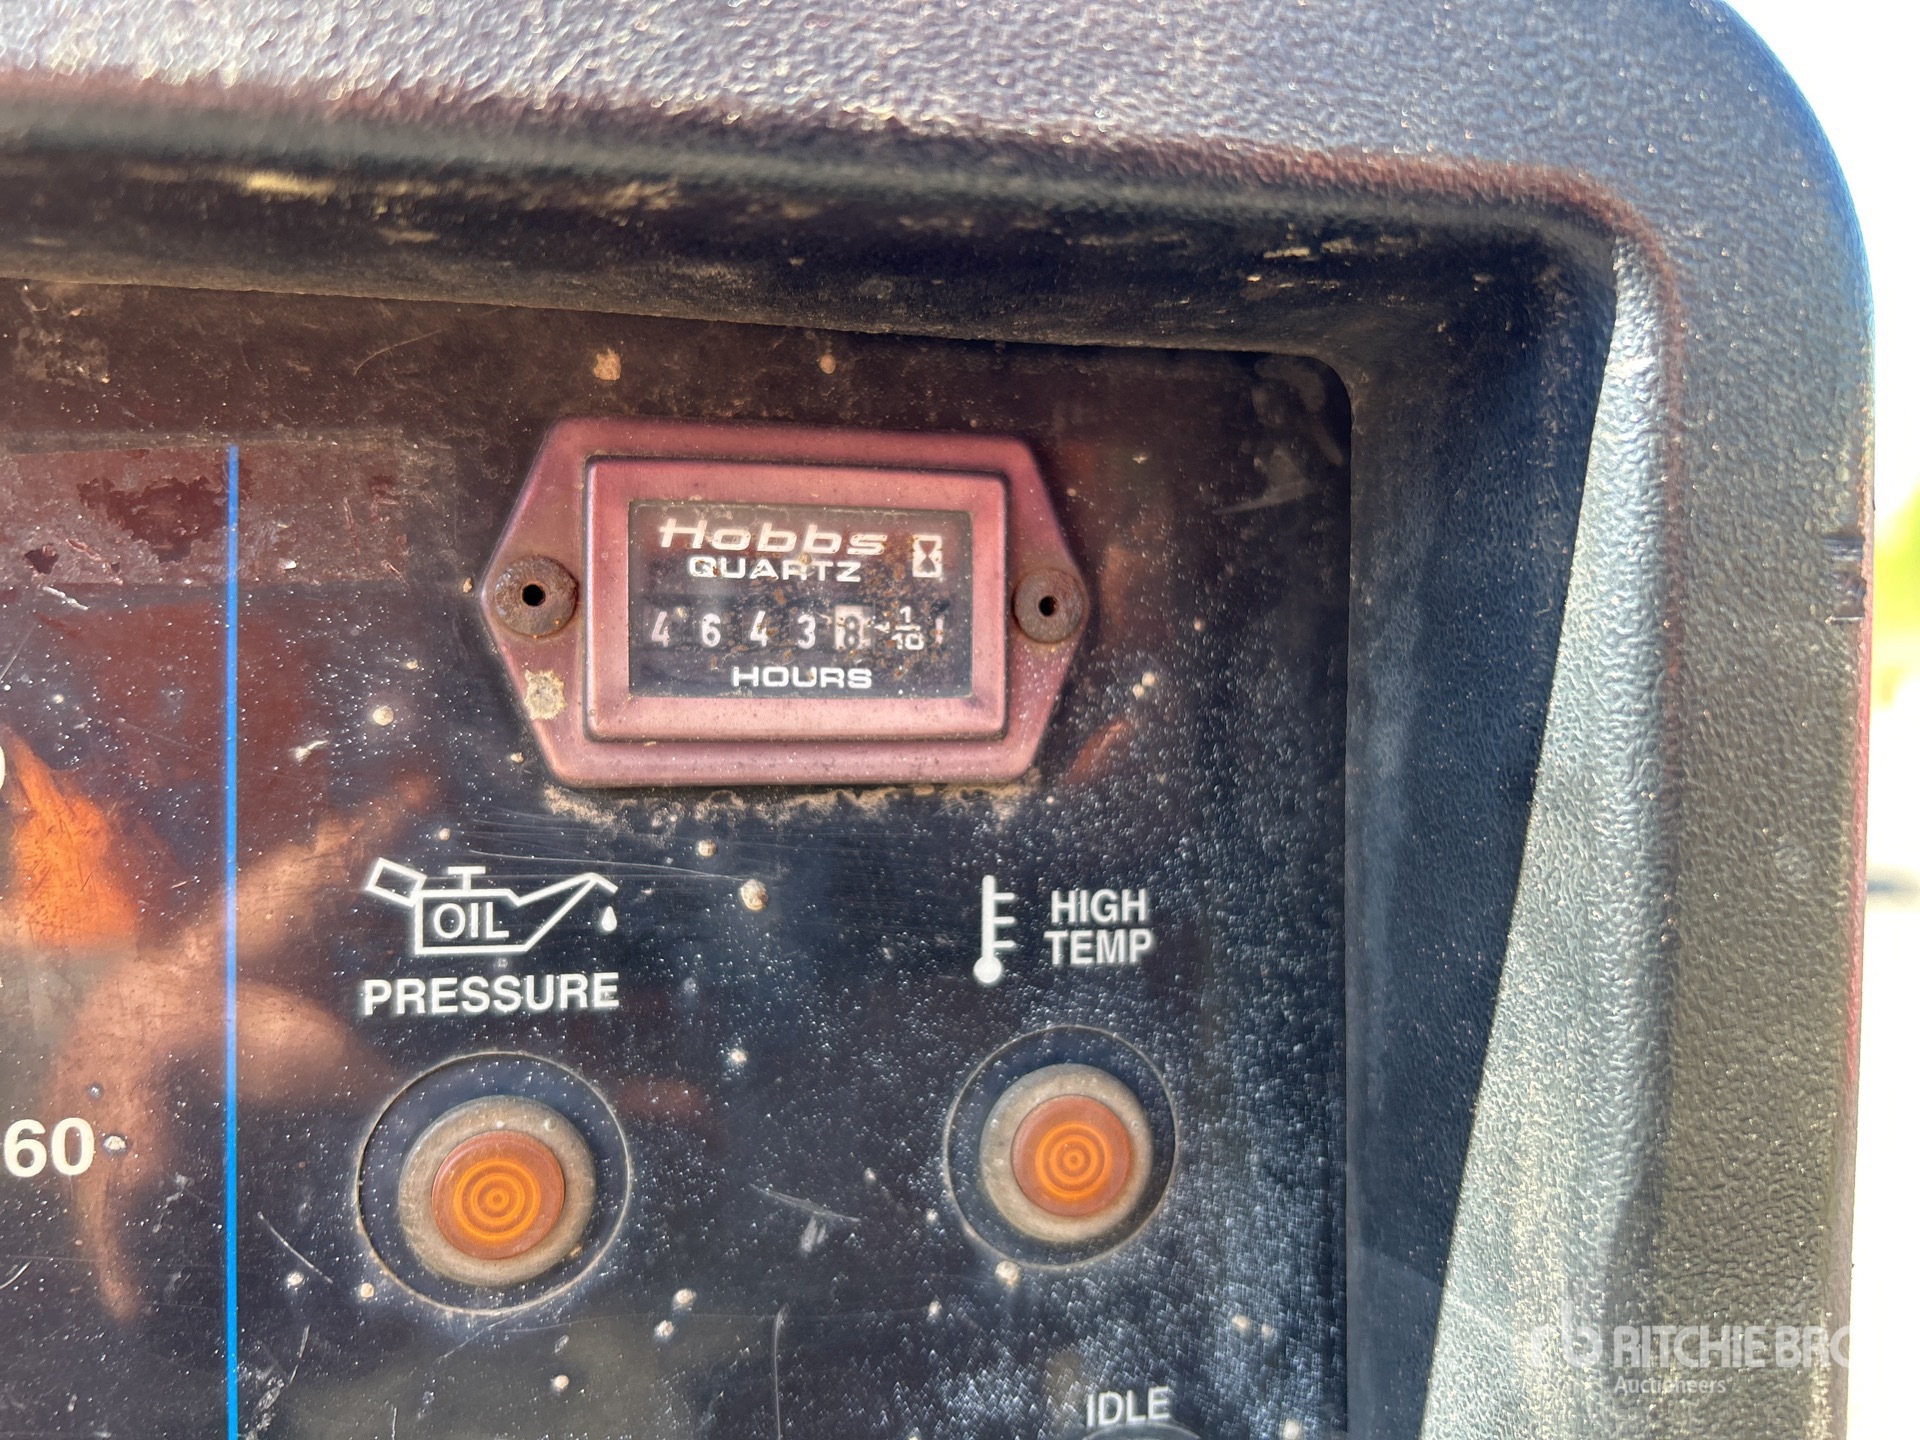 Hobbs
QUARTZ
4 6 4 3 8 1/10
HOURS
OIL
PRESSURE
HIGH
TEMP
60
IDLE
RITCHIE BRO
Auctioneers